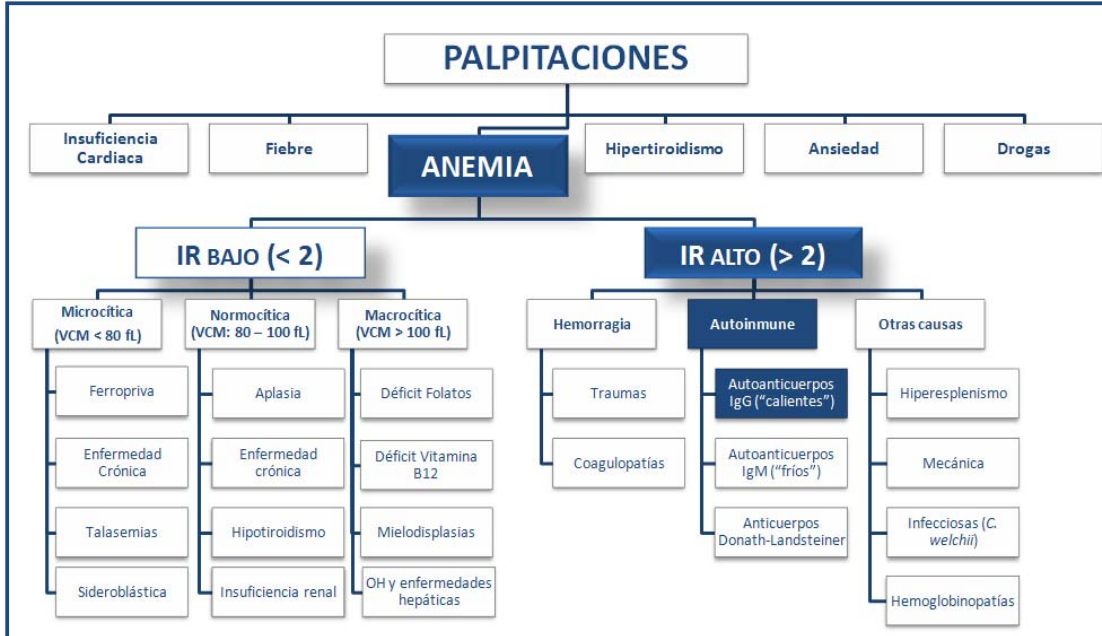 PALPITACIONES
Insuficiencia
Cardiaca
Fiebre
ANEMIA
Hipertiroidismo
Ansiedad
Drogas
IR BAJO (< 2)
IR ALTO (> 2)
Microcítica
(VCM < 80 fL)
Normocítica
(VCM: 80 – 100 fL)
Macrocítica
(VCM > 100 fL)
Hemorragia
Autoinmune
Otras causas
Ferropriva
Aplasia
Déficit Folatos
Traumas
Autoanticuerpos
IgG ("calientes")
Hiperesplenismo
Enfermedad
Crónica
Enfermedad
crónica
Déficit Vitamina
B12
Coagulopatías
Autoanticuerpos
IgM ("fríos")
Mecánica
Talasemias
Hipotiroidismo
Mielodisplasias
Anticuerpos
Donath-Landsteiner
Infecciosas (C.
welchii)
Sideroblástica
Insuficiencia renal
OH y enfermedades
hepáticas
Hemoglobinopatías